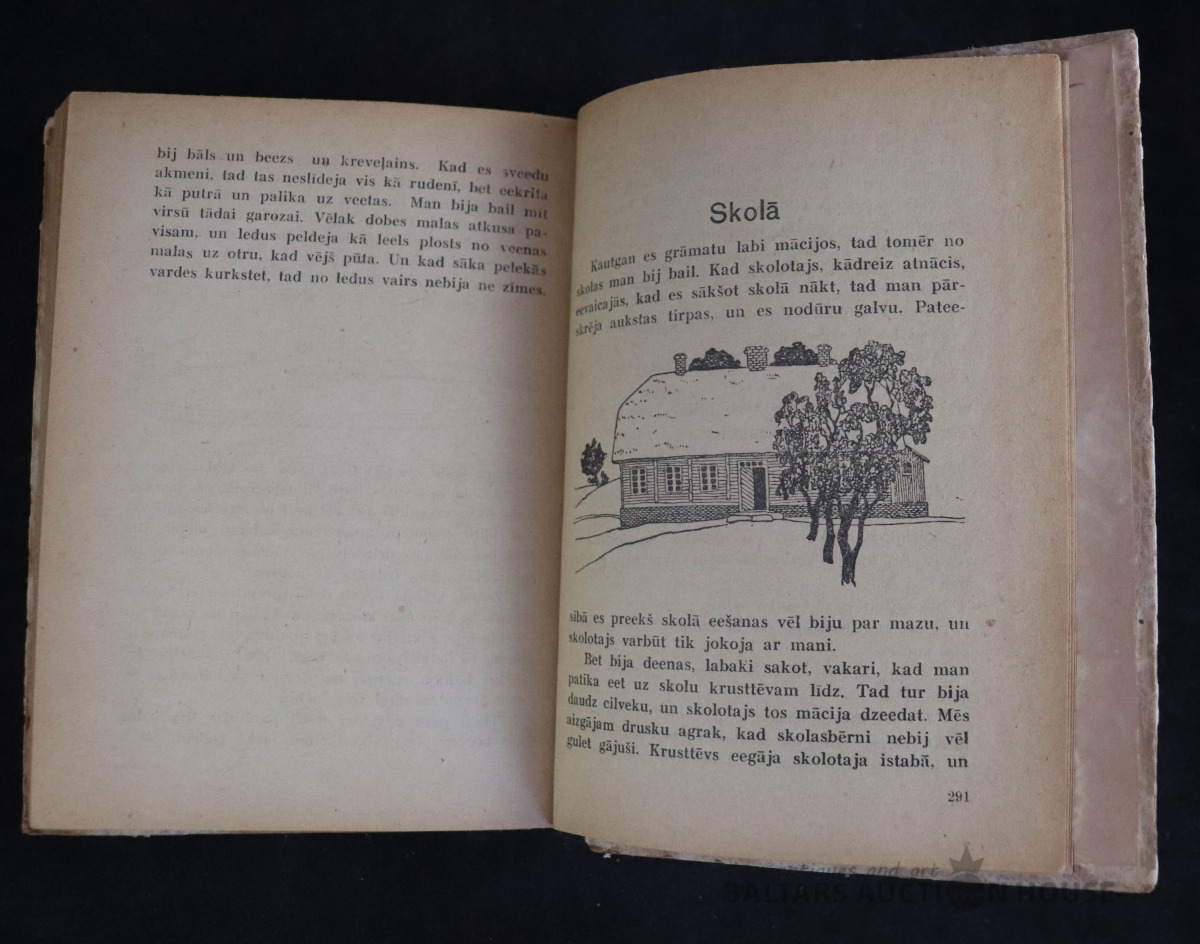 bij bāls un beezs un kreveļains. Kad es sveedu
akmeni, tad tas neslīdeja vis kā rudenī, bet eekrita
kā putrā un palika uz veetas. Man bija bail mīt
virsū tādai garozai. Vēlak dobes malas atkusa pa-
visam, un ledus peldeja kā leels plosts no veenas
malas uz otru, kad vējš pūta. Un kad sāka pelekās
vardes kurkstet, tad no ledus vairs nebija ne zīmes.
Skolā
Kautgan es grāmatu labi mācijos, tad tomēr no
skolas man bij bail. Kad skolotajs, kādreiz atnācis,
eevaicajās, kad es sākšot skolā nākt, tad man pār-
skrēja aukstas tirpas, un es nodūru galvu. Patee-
sibā es preekš skolā eešanas vēl biju par mazu, un
skolotajs varbūt tik jokoja ar mani.
Bet bija deenas, labaki sakot, vakari, kad man
patika eet uz skolu krusttēvam līdz. Tad tur bija
daudz cilveku, un skolotajs tos mācija dzeedat. Mēs
aizgājam drusku agrak, kad skolasbērni nebij vēl
gulet gājuši. Krusttēvs eegāja skolotaja istabā, un
291
antiques and art
BALTARS AUCTION HOUSE